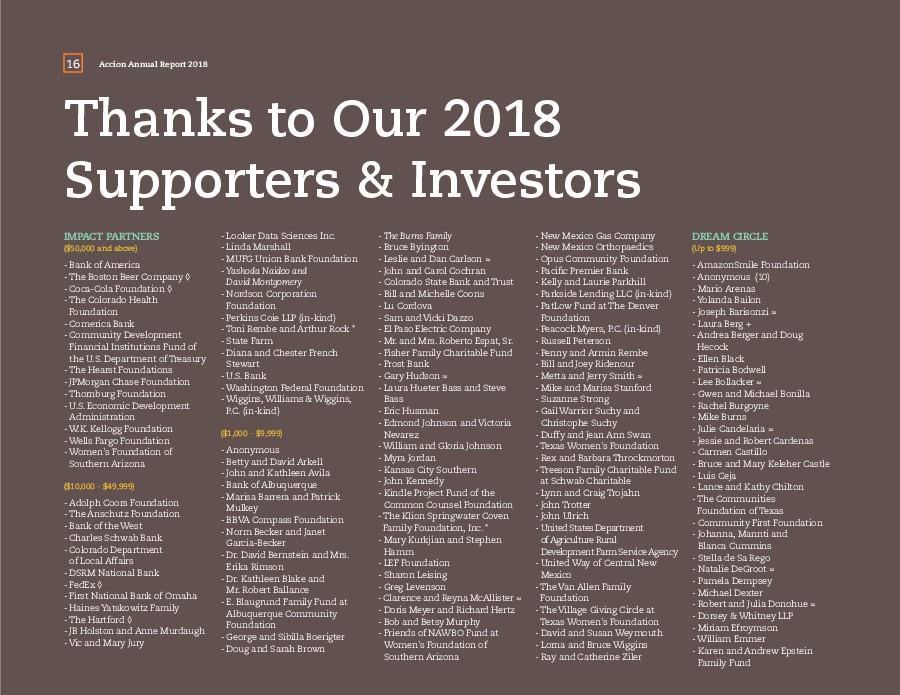 16
Accion Annual Report 2018
Thanks to Our 2018
Supporters & Investors
IMPACT PARTNERS
($50,000 and above)
- Bank of America
- The Boston Beer Company ◊
- Coca-Cola Foundation ◊
- The Colorado Health
Foundation
- Comerica Bank
- Community Development
Financial Institutions Fund of
the U.S. Department of Treasury
- The Hearst Foundations
- JPMorgan Chase Foundation
- Thornburg Foundation
- U.S. Economic Development
Administration
- W.K. Kellogg Foundation
- Wells Fargo Foundation
- Women's Foundation of
Southern Arizona
($10,000 – $49,999)
- Adolph Coors Foundation
- The Anschutz Foundation
- Bank of the West
- Charles Schwab Bank
- Colorado Department
of Local Affairs
- DSRM National Bank
- FedEx ◊
- First National Bank of Omaha
- Haines Yatskowitz Family
- The Hartford ◊
- JB Holston and Anne Murdaugh
- Vic and Mary Jury
- Looker Data Sciences Inc.
- Linda Marshall
- MUFG Union Bank Foundation
- Yashoda Naidoo and
David Montgomery
- Nordson Corporation
Foundation
- Perkins Coie LLP (in-kind)
- Toni Rembe and Arthur Rock *
- State Farm
- Diana and Chester French
Stewart
- U.S. Bank
- Washington Federal Foundation
- Wiggins, Williams & Wiggins,
P.C. (in-kind)
($1,000 – $9,999)
- Anonymous
- Betty and David Arkell
- John and Kathleen Avila
- Bank of Albuquerque
- Marisa Barrera and Patrick
Mulkey
- BBVA Compass Foundation
- Norm Becker and Janet
Garcia-Becker
- Dr. David Bernstein and Mrs.
Erika Rimson
- Dr. Kathleen Blake and
Mr. Robert Ballance
- E. Blaugrund Family Fund at
Albuquerque Community
Foundation
- George and Sibilla Boerigter
- Doug and Sarah Brown
- The Burns Family
- Bruce Byington
- Leslie and Dan Carlson ≈
- John and Carol Cochran
- Colorado State Bank and Trust
- Bill and Michelle Coons
- Lu Cordova
- Sam and Vicki Dazzo
- El Paso Electric Company
- Mr. and Mrs. Roberto Espat, Sr.
- Fisher Family Charitable Fund
- Frost Bank
- Gary Hudson ≈
- Laura Hueter Bass and Steve
Bass
- Eric Husman
- Edmond Johnson and Victoria
Nevarez
- William and Gloria Johnson
- Myra Jordan
- Kansas City Southern
- John Kennedy
- Kindle Project Fund of the
Common Counsel Foundation
- The Klion Springwater Coven
Family Foundation, Inc. *
- Mary Kurkjian and Stephen
Hamm
- LEF Foundation
- Sharon Leising
- Greg Levenson
- Clarence and Reyna McAllister ≈
- Doris Meyer and Richard Hertz
- Bob and Betsy Murphy
- Friends of NAWBO Fund at
Women's Foundation of
Southern Arizona
- New Mexico Gas Company
- New Mexico Orthopaedics
- Opus Community Foundation
- Pacific Premier Bank
- Kelly and Laurie Parkhill
- Parkside Lending LLC (in-kind)
- PatLow Fund at The Denver
Foundation
- Peacock Myers, P.C. (in-kind)
- Russell Peterson
- Penny and Armin Rembe
- Bill and Joey Ridenour
- Metta and Jerry Smith ≈
- Mike and Marisa Stanford
- Suzanne Strong
- Gail Warrior Suchy and
Christophe Suchy
- Duffy and Jean Ann Swan
- Texas Women's Foundation
- Rex and Barbara Throckmorton
- Treeson Family Charitable Fund
at Schwab Charitable
- Lynn and Craig Trojahn
- John Trotter
- John Ulrich
- United States Department
of Agriculture Rural
Development Farm Service Agency
- United Way of Central New
Mexico
- The Van Allen Family
Foundation
- The Village Giving Circle at
Texas Women's Foundation
- David and Susan Weymouth
- Lorna and Bruce Wiggins
- Ray and Catherine Ziler
DREAM CIRCLE
(Up to $999)
- AmazonSmile Foundation
- Anonymous (10)
- Mario Arenas
- Yolanda Bailon
- Joseph Barisonzi ≈
- Laura Berg +
- Andrea Berger and Doug
Hecock
- Ellen Black
- Patricia Bodwell
- Lee Bollacker ≈
- Gwen and Michael Bonilla
- Rachel Burgoyne
- Mike Burns
- Julie Candelaria ≈
- Jessie and Robert Cardenas
- Carmen Castillo
- Bruce and Mary Keleher Castle
- Luis Ceja
- Lance and Kathy Chilton
- The Communities
Foundation of Texas
- Community First Foundation
- Johanna, Mannti and
Blanca Cummins
- Stella de Sa Rego
- Natalie DeGroot ≈
- Pamela Dempsey
- Michael Dexter
- Robert and Julia Donohue ≈
- Dorsey & Whitney LLP
- Miriam Efroymson
- William Emmer
- Karen and Andrew Epstein
Family Fund